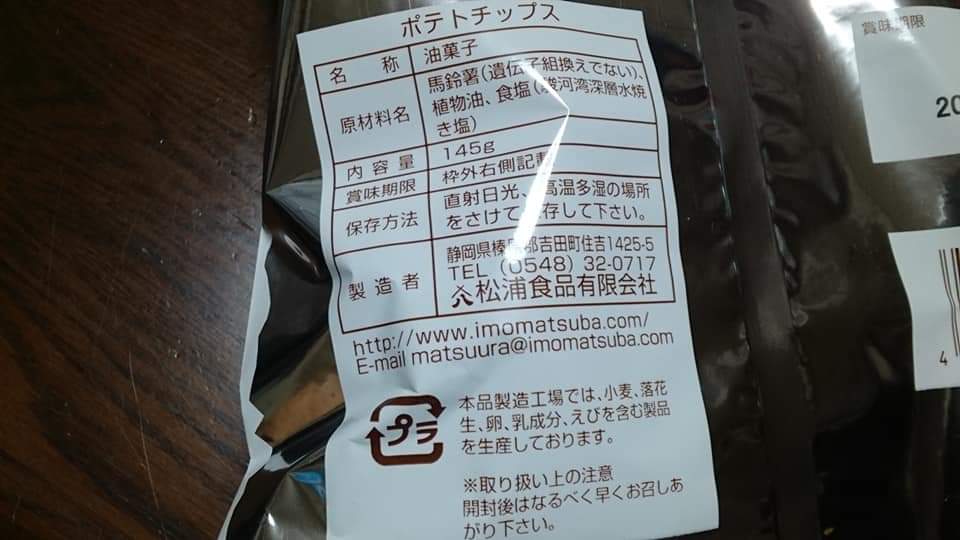 ポテトチップス
名称 油菓子
原材料名 馬鈴薯(遺伝子組換えでない)、
植物油、食塩(駿河湾深層水焼
き塩)
内容量 145g
賞味期限 枠外右側記載
保存方法 直射日光、高温多湿の場所
をさけて保存して下さい。
製造者 静岡県榛原郡吉田町住吉1425-5
TEL (0548) 32-0717
松浦食品有限会社
http://www.imomatsuba.com/
E-mail matsuura@imomatsuba.com
プラ
本品製造工場では、小麦、落花
生、卵、乳成分、えびを含む製品
を生産しております。
※取り扱い上の注意
開封後はなるべく早くお召しあ
がり下さい。
賞味期限
20
4